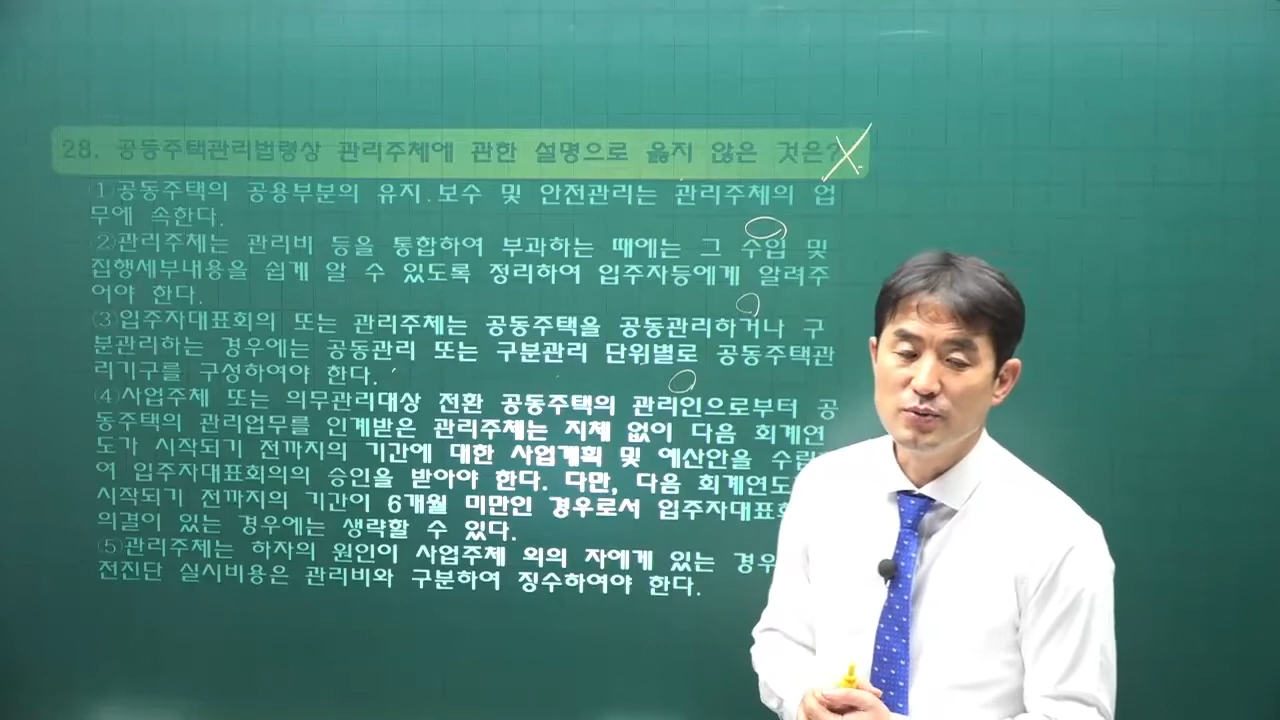 28. 공동주택관리법령상 관리주체에 관한 설명으로 옳지 않은 것은?
①공동주택의 공용부분의 유지.보수 및 안전관리는 관리주체의 업
무에 속한다.
②관리주체는 관리비 등을 통합하여 부과하는 때에는 그 수입 및
집행세부내용을 쉽게 알 수 있도록 정리하여 입주자등에게 알려주
어야 한다.
③입주자대표회의 또는 관리주체는 공동주택을 공동관리하거나 구
분관리하는 경우에는 공동관리 또는 구분관리 단위별로 공동주택관
리기구를 구성하여야 한다.
④사업주체 또는 의무관리대상 전환 공동주택의 관리인으로부터 공
동주택의 관리업무를 인계받은 관리주체는 지체 없이 다음 회계연
도가 시작되기 전까지의 기간에 대한 사업계획 및 예산안을 수립
여 입주자대표회의의 승인을 받아야 한다. 다만, 다음 회계연도
시작되기 전까지의 기간이 6개월 미만인 경우로서 입주자대표회
의결이 있는 경우에는 생략할 수 있다.
⑤관리주체는 하자의 원인이 사업주체 외의 자에게 있는 경우
전진단 실시비용은 관리비와 구분하여 징수하여야 한다.